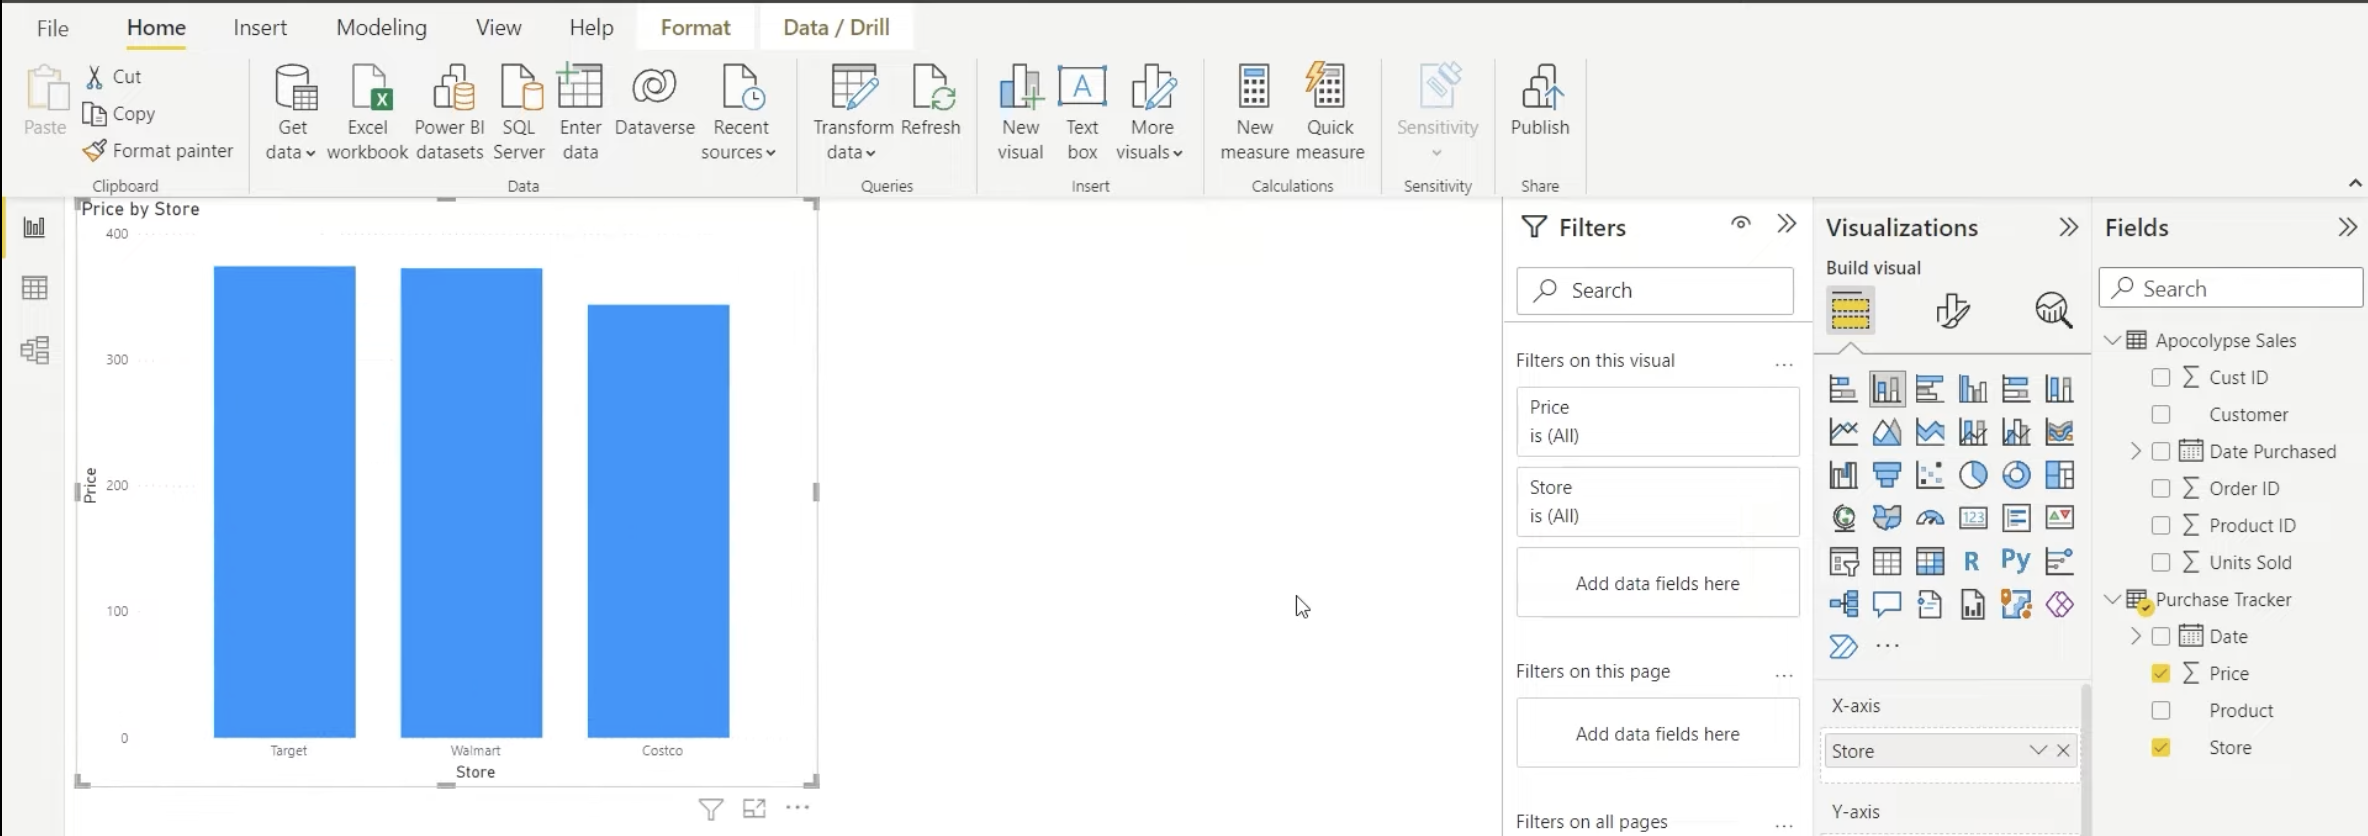 File Home Insert Modeling View Help Format Data / Drill
Paste
Cut
Copy
Format painter
Clipboard
Get data
Excel workbook
Power BI datasets
SQL Server
Enter data
Dataverse
Recent sources
Data
Transform data
Refresh
Queries
New visual
A
Text box
More visuals
Insert
New measure
Quick measure
Calculations
Sensitivity
Sensitivity
Publish
Share
Price by Store
400
300
200
100
0
Price
Target Walmart Costco
Store
Filters
Search
Filters on this visual ...
Price
is (All)
Store
is (All)
Add data fields here
Filters on this page ...
Add data fields here
Filters on all pages ...
Visualizations
Build visual
123
R Py
...
X-axis
Store
Y-axis
Fields
Search
Apocolypse Sales
Σ Cust ID
Customer
Date Purchased
Σ Order ID
Σ Product ID
Σ Units Sold
Purchase Tracker
Date
Σ Price
Product
Store